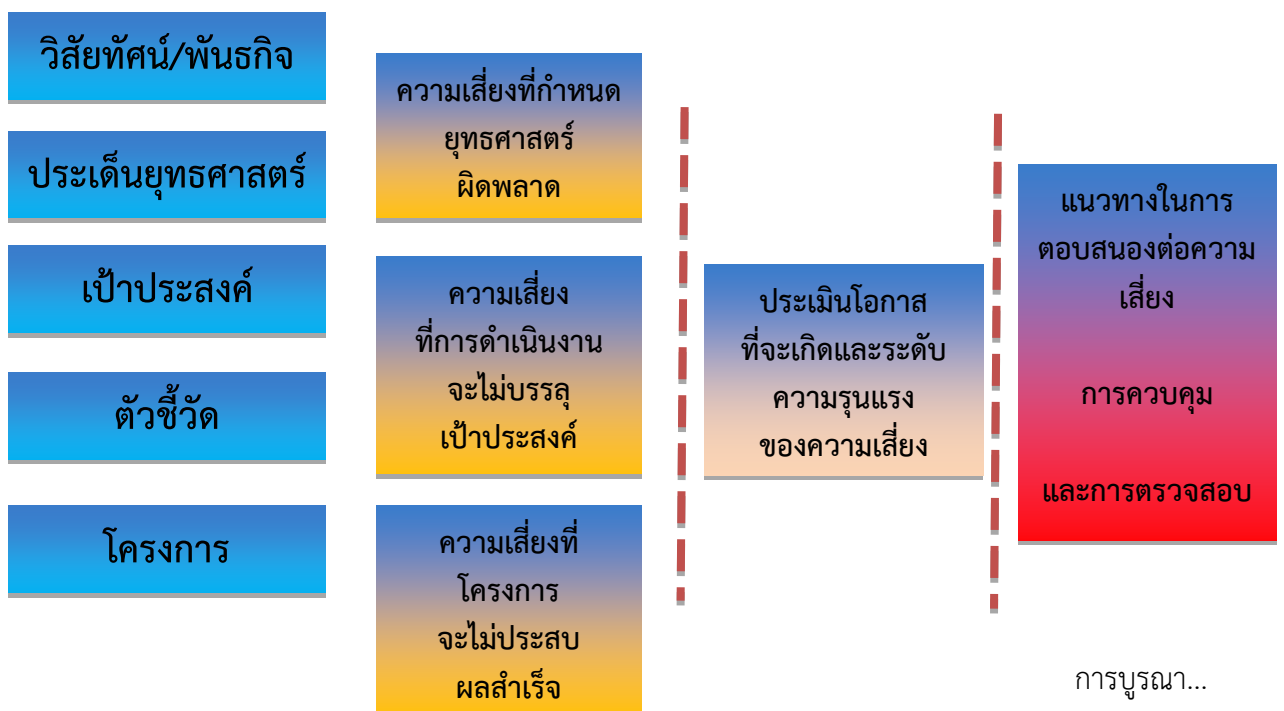 วิสัยทัศน์/พันธกิจ
ประเด็นยุทธศาสตร์
เป้าประสงค์
ตัวชี้วัด
โครงการ
ความเสี่ยงที่กำหนด
ยุทธศาสตร์
ผิดพลาด
ความเสี่ยง
ที่การดำเนินงาน
จะไม่บรรลุ
เป้าประสงค์
ความเสี่ยงที่
โครงการ
จะไม่ประสบ
ผลสำเร็จ
ประเมินโอกาส
ที่จะเกิดและระดับ
ความรุนแรง
ของความเสี่ยง
แนวทางในการ
ตอบสนองต่อความ
เสี่ยง
การควบคุม
และการตรวจสอบ
การบูรณา...